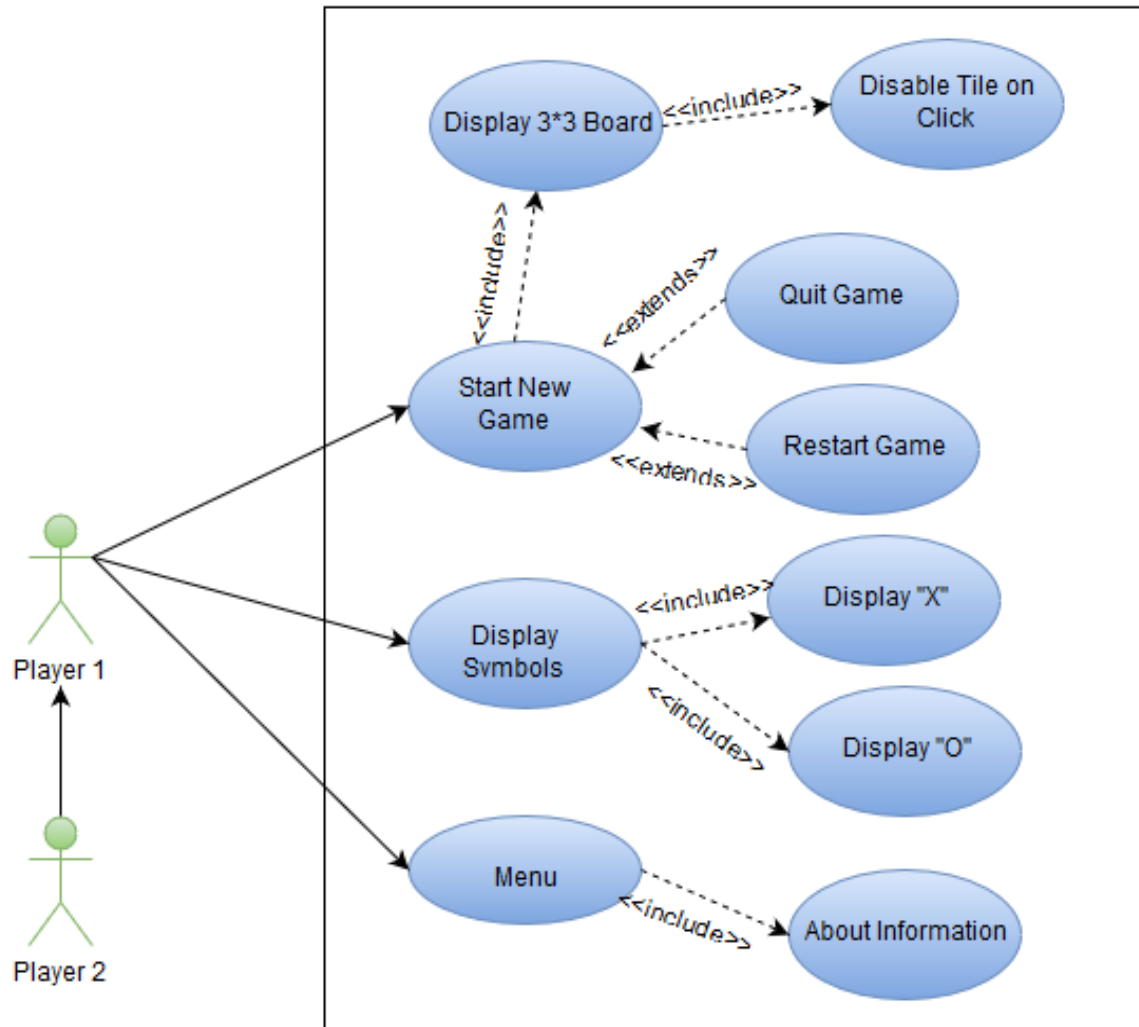 Display 3*3 Board
<<include>>
Disable Tile on
Click
<<include>>
<<extends>>
Quit Game
Start New
Game
Restart Game
<<extends>>
Player 1
Display
Symbols
<<include>>
Display "X"
<<include>>
Display "O"
Player 2
Menu
<<include>>
About Information